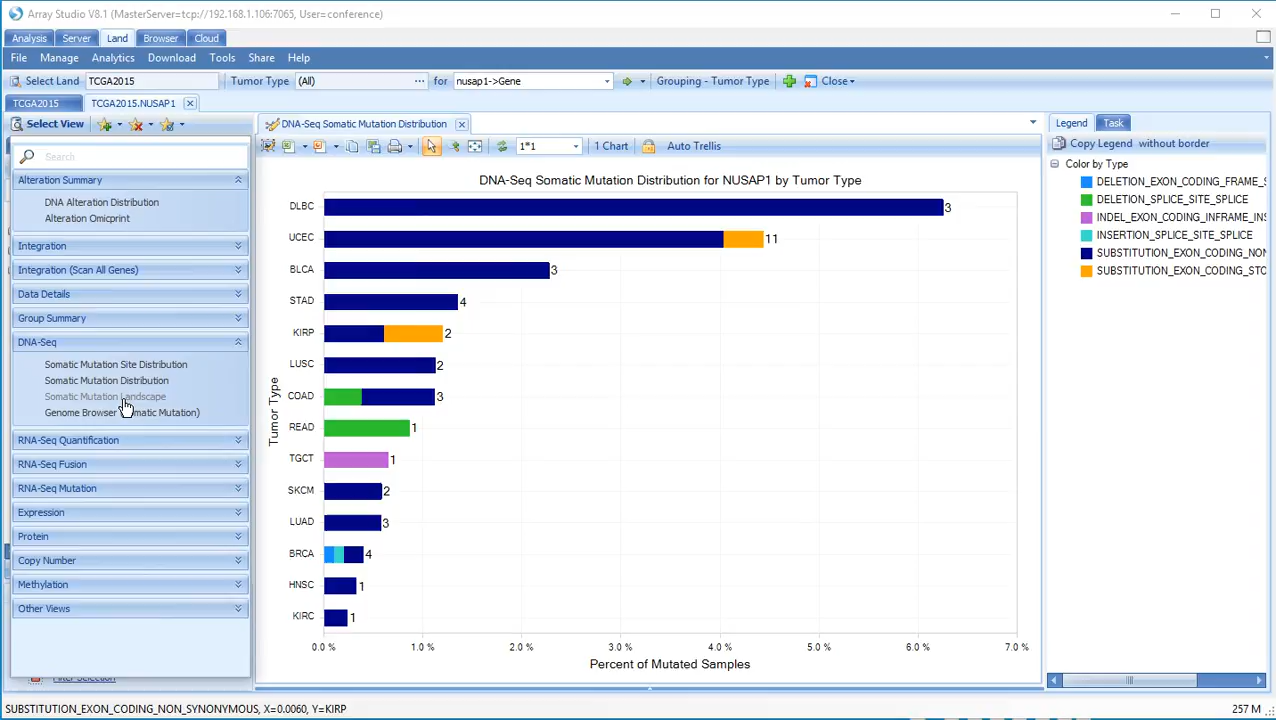 Array Studio V8.1 ( MasterServer=tcp://192.168.1.106:7065, User=conference)
Analysis Server Land Browser Cloud
File Manage Analytics Download Tools Share Help
Select Land TCGA2015 Tumor Type (All) ... for nusap1->Gene Grouping - Tumor Type Close
TCGA2015 TCGA2015.NUSAP1
Select View
Search
Alteration Summary
DNA Alteration Distribution
Alteration Omicprint
Integration
Integration (Scan All Genes)
Data Details
Group Summary
DNA-Seq
Somatic Mutation Site Distribution
Somatic Mutation Distribution
Somatic Mutation Landscape
Genome Browser (Somatic Mutation)
RNA-Seq Quantification
RNA-Seq Fusion
RNA-Seq Mutation
Expression
Protein
Copy Number
Methylation
Other Views
Filter Selection
DNA-Seq Somatic Mutation Distribution
1*1 1 Chart Auto Trellis
DNA-Seq Somatic Mutation Distribution for NUSAP1 by Tumor Type
Tumor Type
DLBC 3
UCEC 11
BLCA 3
STAD 4
KIRP 2
LUSC 2
COAD 3
READ 1
TGCT 1
SKCM 2
LUAD 3
BRCA 4
HNSC 1
KIRC 1
0.0 % 1.0 % 2.0 % 3.0 % 4.0 % 5.0 % 6.0 % 7.0 %
Percent of Mutated Samples
Legend Task
Copy Legend without border
Color by Type
DELETION_EXON_CODING_FRAME_S
DELETION_SPLICE_SITE_SPLICE
INDEL_EXON_CODING_INFRAME_INS
INSERTION_SPLICE_SITE_SPLICE
SUBSTITUTION_EXON_CODING_NON
SUBSTITUTION_EXON_CODING_STO
SUBSTITUTION_EXON_CODING_NON_SYNONYMOUS, X=0.0060, Y=KIRP 257 M